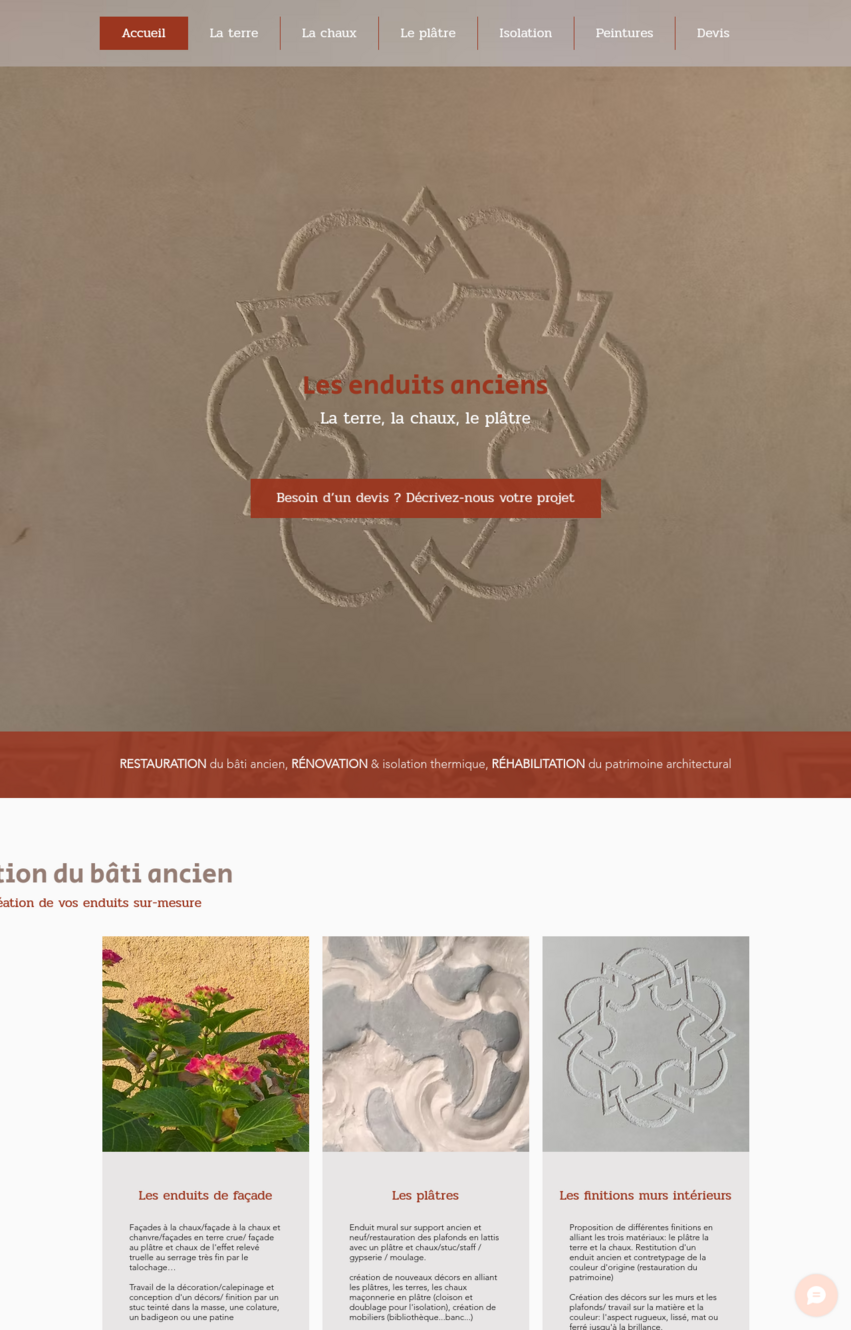 Accueil
La terre
La chaux
Le plâtre
Isolation
Peintures
Devis
Les enduits anciens
La terre, la chaux, le plâtre
Besoin d'un devis ? Décrivez-nous votre projet
RESTAURATION du bâti ancien, RÉNOVATION & isolation thermique, RÉHABILITATION du patrimoine architectural
tion du bâti ancien
éation de vos enduits sur-mesure
Les enduits de façade
Façades à la chaux/façade à la chaux et
chanvre/façades en terre crue/ façade
au plâtre et chaux de l'effet relevé
truelle au serrage très fin par le
talochage...
Travail de la décoration/calepinage et
conception d'un décors/ finition par un
stuc teinté dans la masse, une colature,
un badigeon ou une patine
Les plâtres
Enduit mural sur support ancien et
neuf/restauration des plafonds en lattis
avec un plâtre et chaux/stuc/staff /
gypserie / moulage.
création de nouveaux décors en alliant
les plâtres, les terres, les chaux
maçonnerie en plâtre (cloison et
doublage pour l'isolation), création de
mobiliers (bibliothèque...banc...)
Les finitions murs intérieurs
Proposition de différentes finitions en
alliant les trois matériaux: le plâtre la
terre et la chaux. Restitution d'un
enduit ancien et contretypage de la
couleur d'origine (restauration du
patrimoine)
Création des décors sur les murs et les
plafonds/ travail sur la matière et la
couleur: l'aspect rugueux, lissé, mat ou
ferré jusqu'à la brillance.